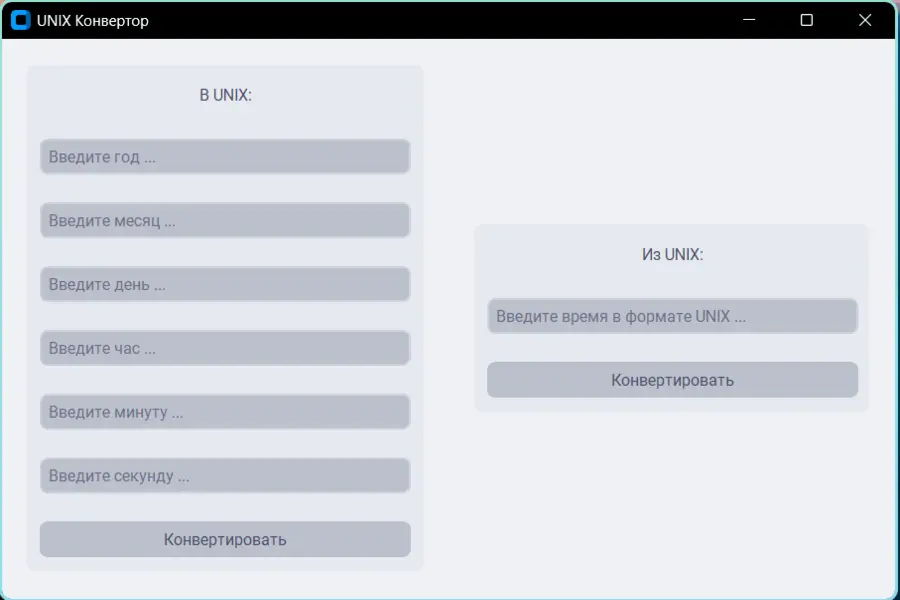 UNIX Конвертор
В UNIX:
Введите год ...
Введите месяц ...
Введите день ...
Введите час ...
Введите минуту ...
Введите секунду ...
Конвертировать
Из UNIX:
Введите время в формате UNIX ...
Конвертировать